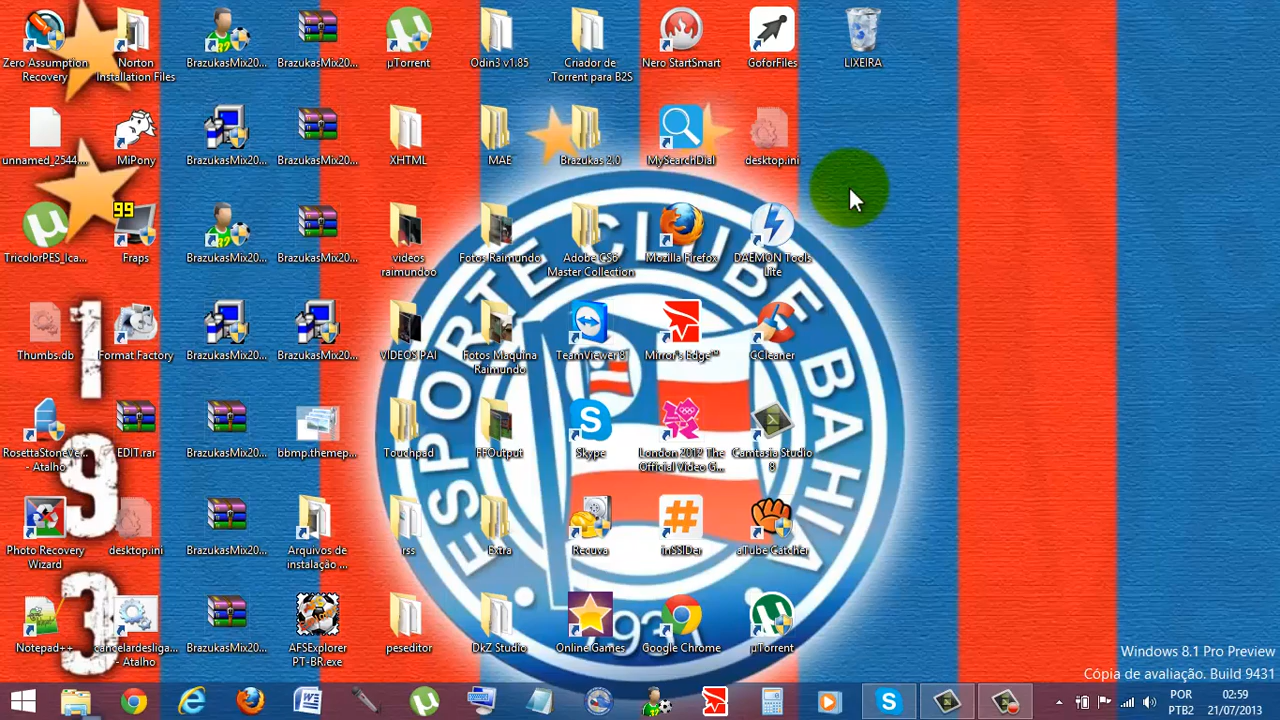 Zero Assumption
Recovery
Norton
Installation Files
BrazukasMix20...
BrazukasMix20...
µTorrent
Odin3 v1.85
Criador de
,Torrent para B2S
Nero StartSmart
GoforFiles
LIXEIRA
unnamed_2544....
MiPony
BrazukasMix20...
BrazukasMix20...
XHTML
MAE
Brazukas 2.0
MySearchDial
desktop.ini
99
TricolorPES_Ica...
Fraps
BrazukasMix20...
BrazukasMix20...
videos
raimundoo
Fotos Raimundo
Adobe CS6
Master Collection
Mozilla Firefox
DAEMON Tools
Lite
Thumbs.db
Format Factory
BrazukasMix20...
BrazukasMix20...
VIDEOS PAI
Fotos Maquina
Raimundo
TeamViewer 8
Mirror's Edge™
CCleaner
RosettaStoneVe...
- Atalho
EDIT.rar
BrazukasMix20...
bbmp.themep...
Touchpad
FFOutput
Skype
London 2012 The
Official Video G...
Camtasia Studio
8
Photo Recovery
Wizard
desktop.ini
BrazukasMix20...
Arquivos de
instalação ...
rss
Extra
Recuva
inSSIDer
aTube Catcher
Notepad++
cancelardesliga...
- Atalho
BrazukasMix20...
AFSExplorer
PT-BR.exe
peseditor
DkZ Studio
Online Games
Google Chrome
µTorrent
ESPORTE CLUBE BAHIA
1931
1
9
3
Windows 8.1 Pro Preview
Cópia de avaliação. Build 9431
POR
PTB2
02:59
21/07/2013